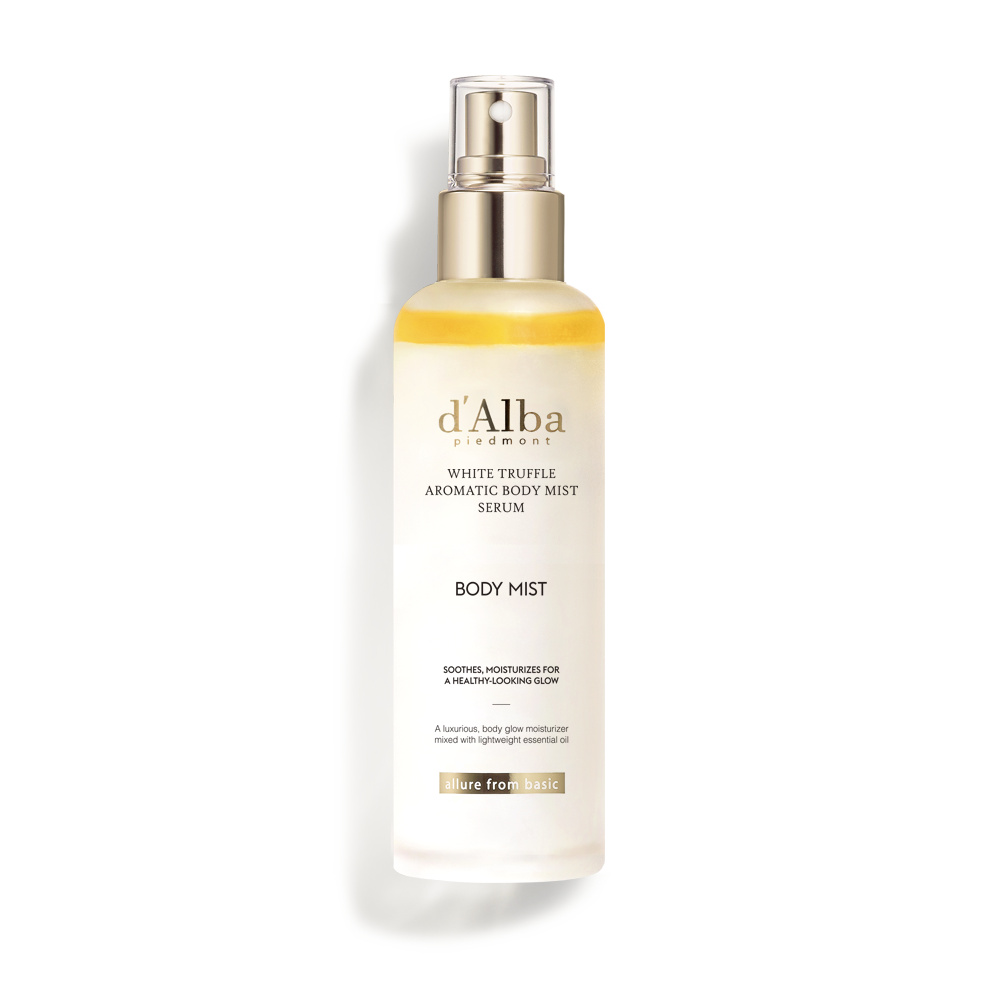 d'Alba
piedmont
WHITE TRUFFLE
AROMATIC BODY MIST
SERUM
BODY MIST
SOOTHES, MOISTURIZES FOR
A HEALTHY-LOOKING GLOW
A luxurious, body glow moisturizer
mixed with lightweight essential oil
allure from basic